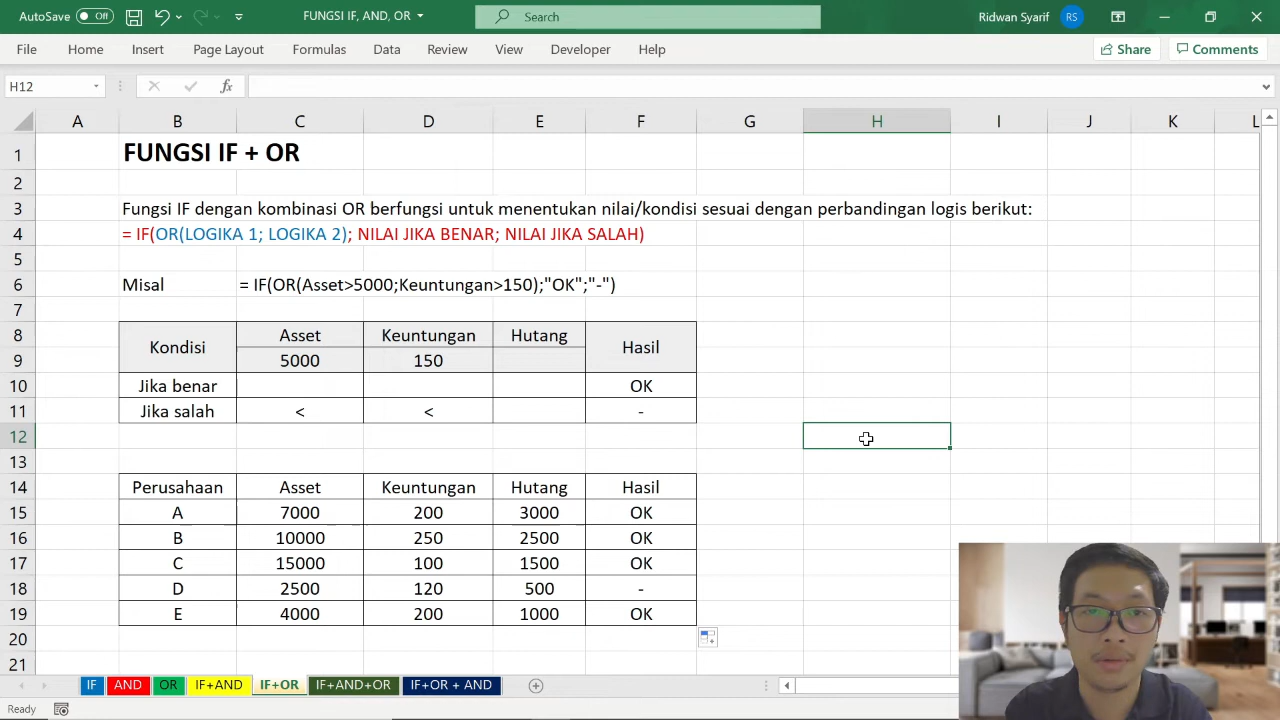 AutoSave Off FUNGSI IF, AND, OR Search Ridwan Syarif RS
File Home Insert Page Layout Formulas Data Review View Developer Help Share Comments
H12 fx
A B C D E F G H I J K L
1 FUNGSI IF + OR
2
3 Fungsi IF dengan kombinasi OR berfungsi untuk menentukan nilai/kondisi sesuai dengan perbandingan logis berikut:
4 = IF(OR(LOGIKA 1; LOGIKA 2); NILAI JIKA BENAR; NILAI JIKA SALAH)
5
6 Misal = IF(OR(Asset>5000;Keuntungan>150);"OK";"-")
7
8 Kondisi Asset Keuntungan Hutang Hasil
9 5000 150
10 Jika benar OK
11 Jika salah < < -
12
13
14 Perusahaan Asset Keuntungan Hutang Hasil
15 A 7000 200 3000 OK
16 B 10000 250 2500 OK
17 C 15000 100 1500 OK
18 D 2500 120 500 -
19 E 4000 200 1000 OK
20
21
IF AND OR IF+AND IF+OR IF+AND+OR IF+OR + AND
Ready